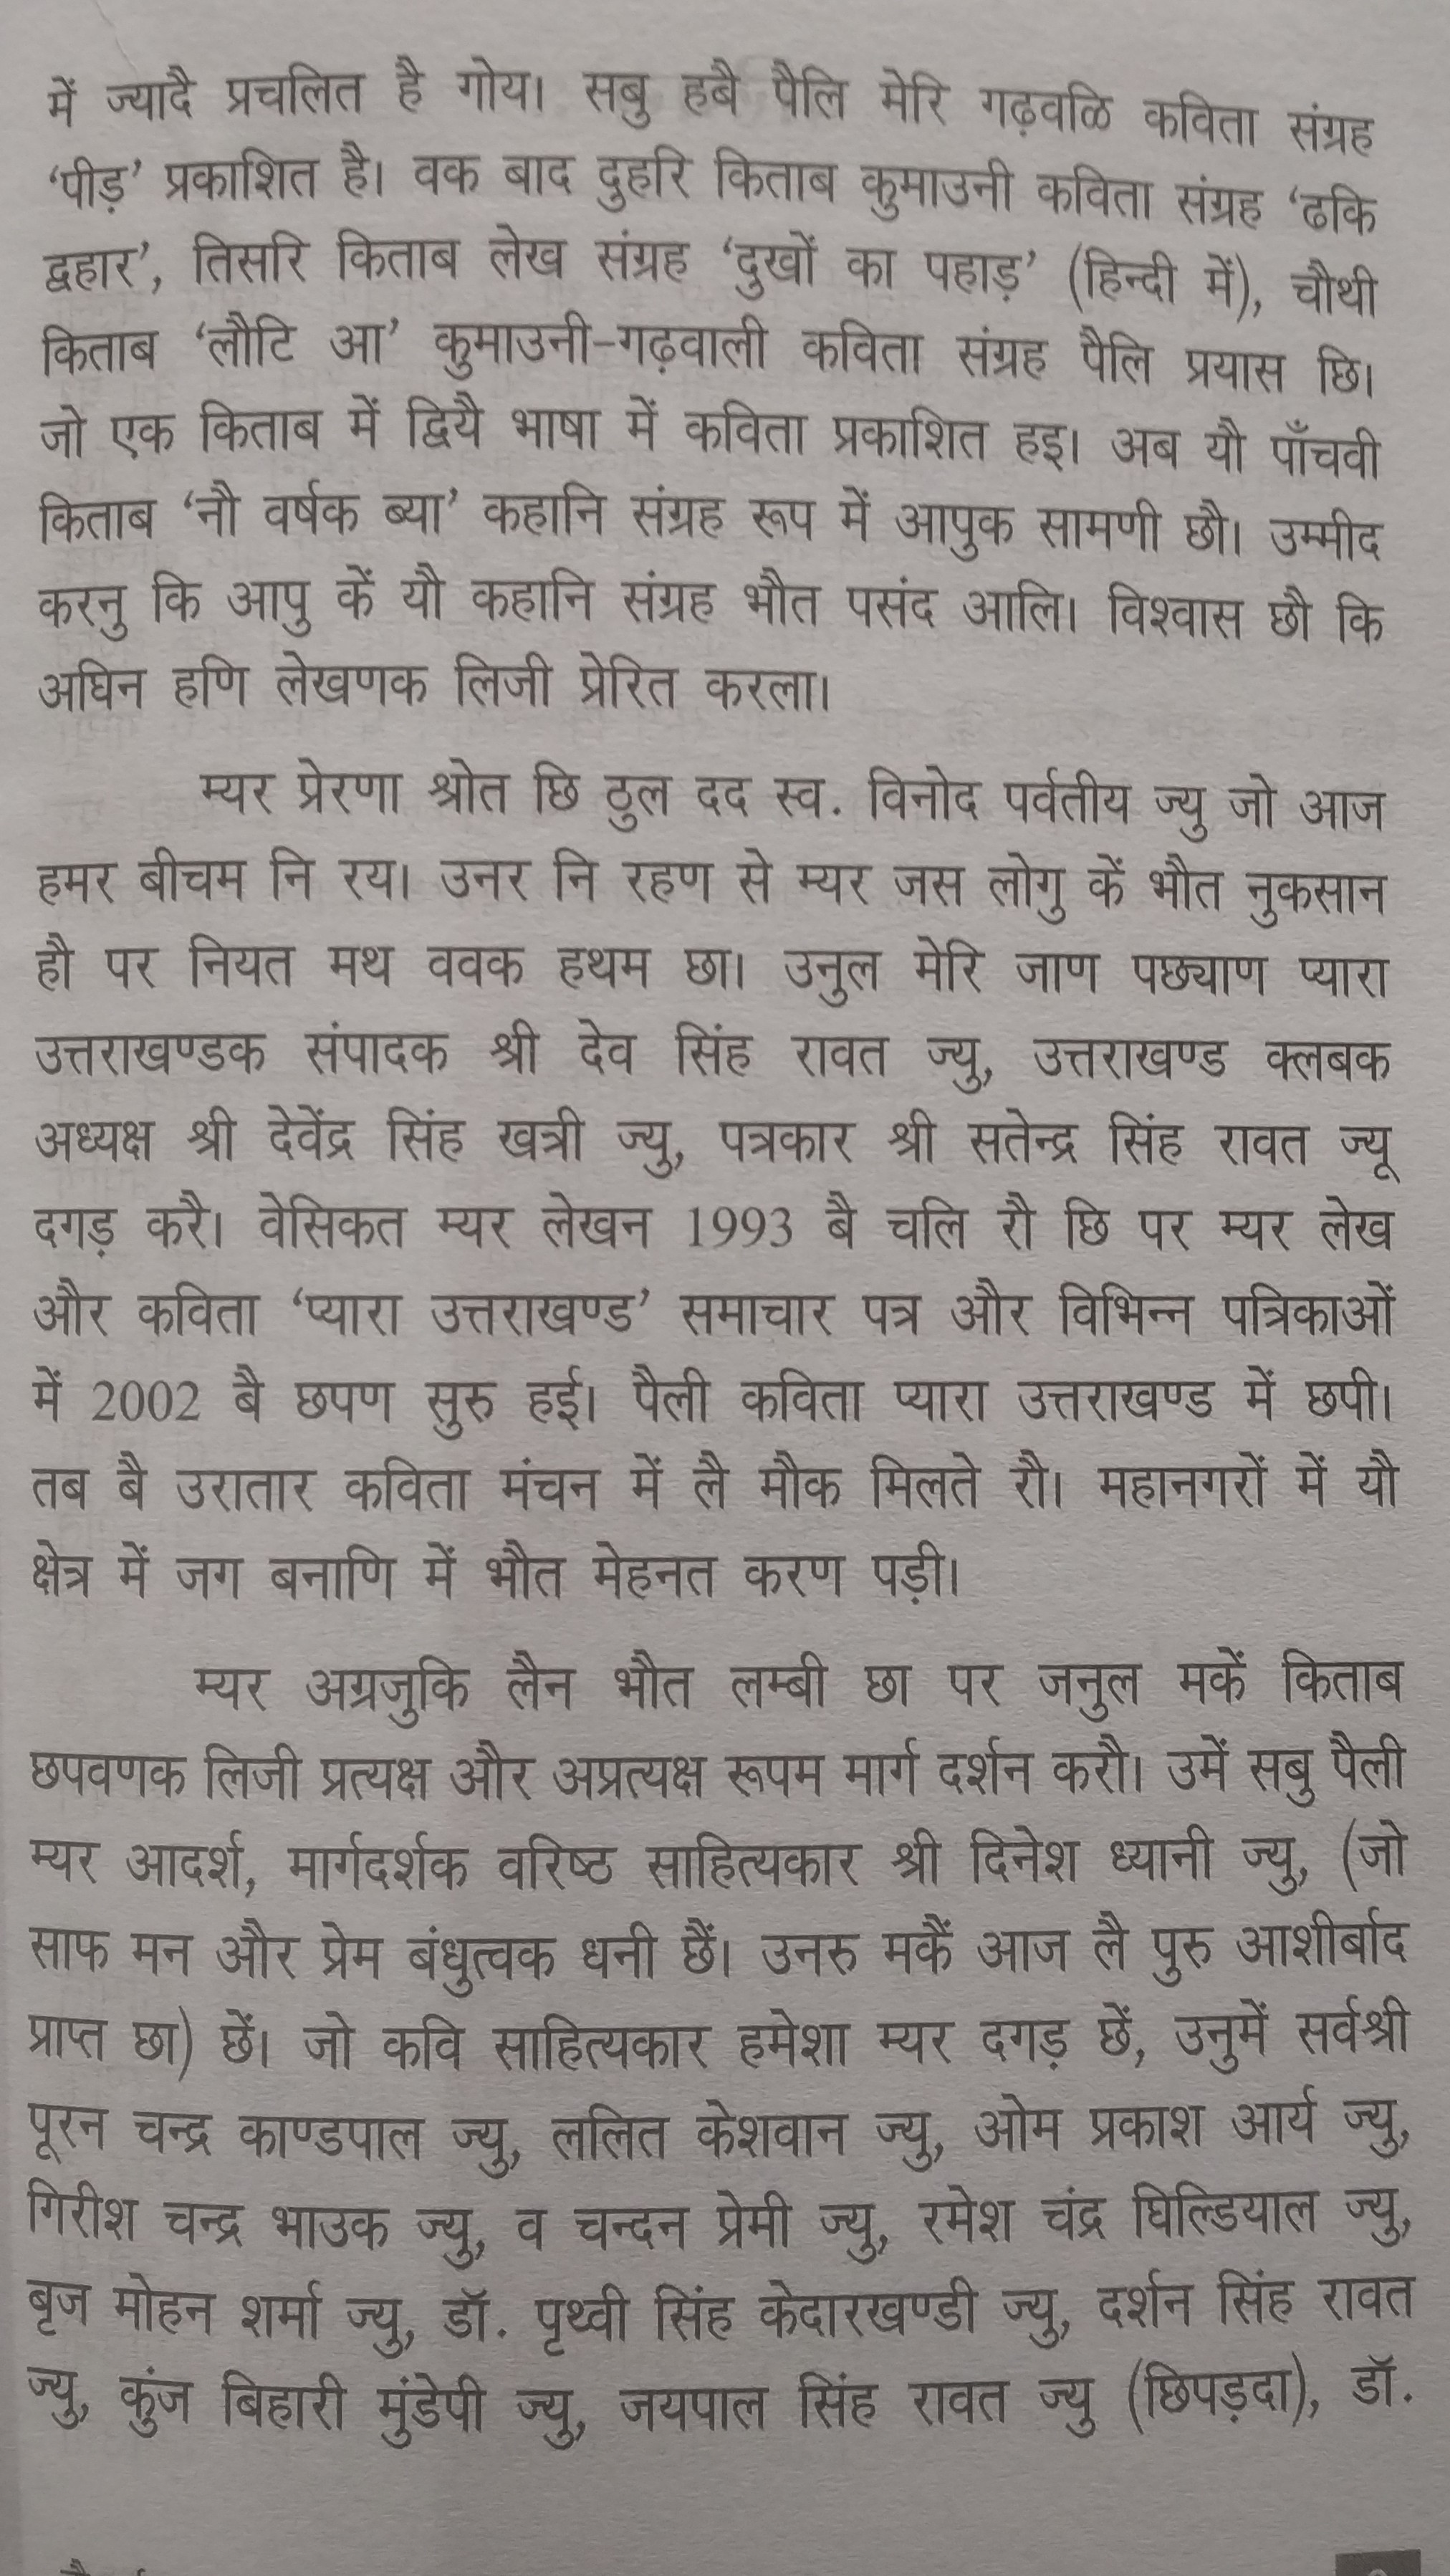 में ज्यादै प्रचलित है गोय। सबु हबै पैलि मेरि गढ़वळि कविता संग्रह
‘पीड़’ प्रकाशित है। वक बाद दुहरि किताब कुमाउनी कविता संग्रह ‘ढकि
द्वहार’, तिसरि किताब लेख संग्रह ‘दुखों का पहाड़’ (हिन्दी में), चौथी
किताब ‘लौटि आ’ कुमाउनी-गढ़वाली कविता संग्रह पैलि प्रयास छि।
जो एक किताब में द्वियै भाषा में कविता प्रकाशित हइ। अब यौ पाँचवी
किताब ‘नौ वर्षक ब्या’ कहानि संग्रह रूप में आपुक सामणी छौ। उम्मीद
करनु कि आपु कें यौ कहानि संग्रह भौत पसंद आलि। विश्वास छौ कि
अघिन हणि लेखणक लिजी प्रेरित करला।
म्यर प्रेरणा श्रोत छि ठुल दद स्व. विनोद पर्वतीय ज्यु जो आज
हमर बीचम नि रय। उनर नि रहण से म्यर जस लोगु कें भौत नुकसान
हौ पर नियत मथ ववक हथम छा। उनुल मेरि जाण पछ्याण प्यारा
उत्तराखण्डक संपादक श्री देव सिंह रावत ज्यु, उत्तराखण्ड क्लबक
अध्यक्ष श्री देवेंद्र सिंह खत्री ज्यु, पत्रकार श्री सतेन्द्र सिंह रावत ज्यू
दगड़ करै। वेसिकत म्यर लेखन 1993 बै चलि रौ छि पर म्यर लेख
और कविता ‘प्यारा उत्तराखण्ड’ समाचार पत्र और विभिन्न पत्रिकाओं
में 2002 बै छपण सुरु हई। पैली कविता प्यारा उत्तराखण्ड में छपी।
तब बै उरातार कविता मंचन में लै मौक मिलते रौ। महानगरों में यौ
क्षेत्र में जग बनाणि में भौत मेहनत करण पड़ी।
म्यर अग्रजुकि लैन भौत लम्बी छा पर जनुल मकें किताब
छपवणक लिजी प्रत्यक्ष और अप्रत्यक्ष रूपम मार्ग दर्शन करौ। उमें सबु पैली
म्यर आदर्श, मार्गदर्शक वरिष्ठ साहित्यकार श्री दिनेश ध्यानी ज्यु, (जो
साफ मन और प्रेम बंधुत्वक धनी छैं। उनरु मकैं आज लै पुरु आशीर्बाद
प्राप्त छा) छें। जो कवि साहित्यकार हमेशा म्यर दगड़ छें, उनुमें सर्वश्री
पूरन चन्द्र काण्डपाल ज्यु, ललित केशवान ज्यु, ओम प्रकाश आर्य ज्यु,
गिरीश चन्द्र भाउक ज्यु, व चन्दन प्रेमी ज्यु, रमेश चंद्र घिल्डियाल ज्यु,
बृज मोहन शर्मा ज्यु, डॉ. पृथ्वी सिंह केदारखण्डी ज्यु, दर्शन सिंह रावत
ज्यु, कुंज बिहारी मुंडेपी ज्यु, जयपाल सिंह रावत ज्यु (छिपड़दा), डॉ.